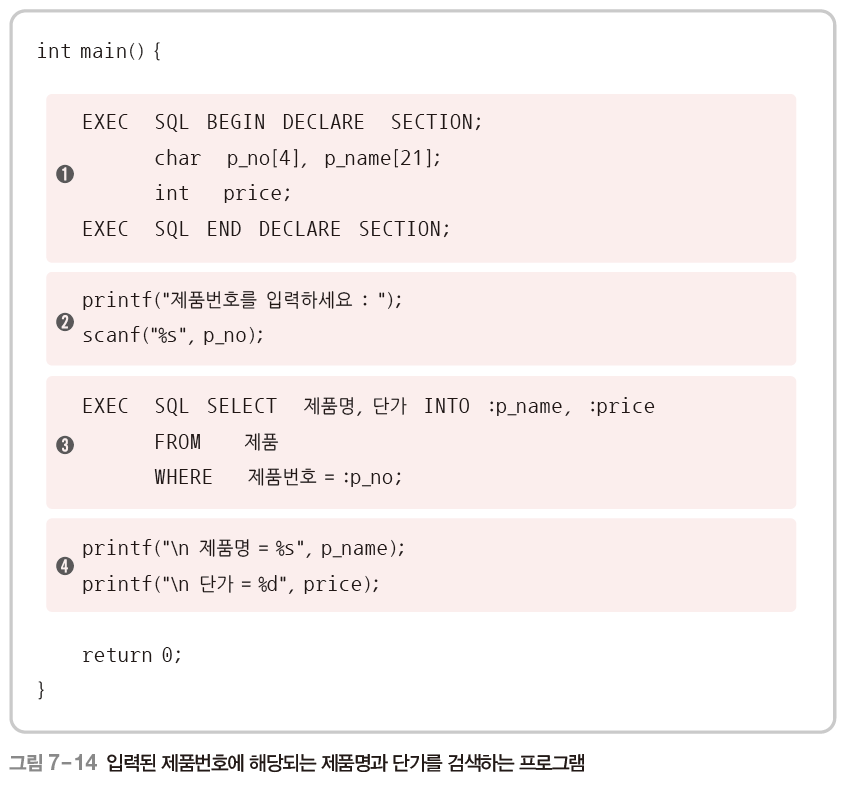 int main() {
EXEC SQL BEGIN DECLARE SECTION;
char p_no[4], p_name[21];
❶
int price;
EXEC SQL END DECLARE SECTION;
printf("제품번호를 입력하세요 : ");
❷
scanf("%s", p_no);
EXEC SQL SELECT 제품명, 단가 INTO :p_name, :price
❸ FROM 제품
WHERE 제품번호 = :p_no;
printf("\n 제품명 = %s", p_name);
❹
printf("\n 단가 = %d", price);
return 0;
}
그림 7-14 입력된 제품번호에 해당되는 제품명과 단가를 검색하는 프로그램